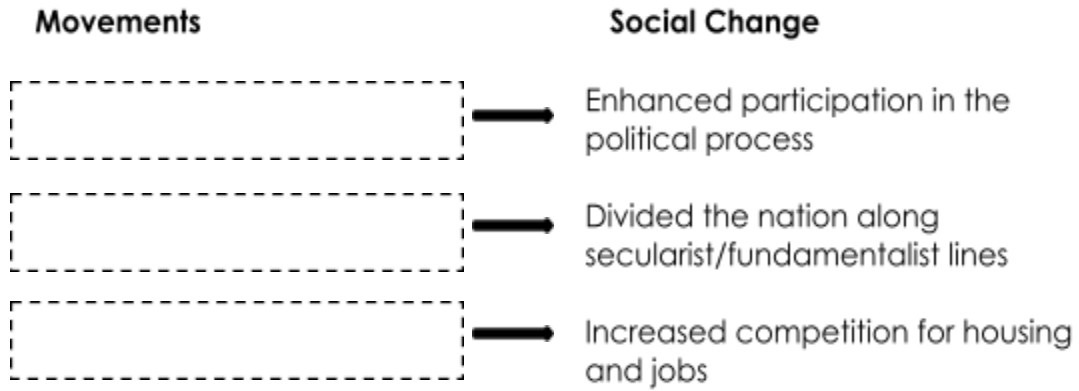 Movements
Social Change
Enhanced participation in the
political process
Divided the nation along
secularist/fundamentalist lines
Increased competition for housing
and jobs